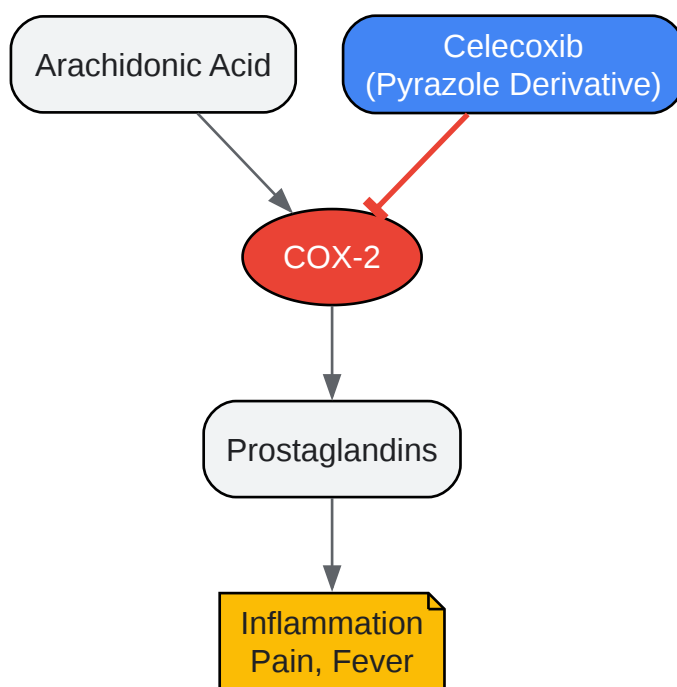 Arachidonic Acid
Celecoxib
(Pyrazole Derivative)
COX-2
Prostaglandins
Inflammation
Pain, Fever